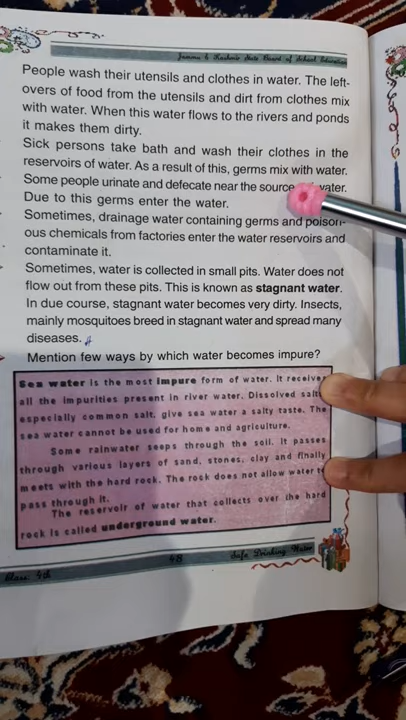 Jammu & Kashmir State Board of School Education
People wash their utensils and clothes in water. The left-
overs of food from the utensils and dirt from clothes mix
with water. When this water flows to the rivers and ponds
it makes them dirty.
Sick persons take bath and wash their clothes in the
reservoirs of water. As a result of this, germs mix with water.
Some people urinate and defecate near the source water.
Due to this germs enter the water.
Sometimes, drainage water containing germs and poison-
ous chemicals from factories enter the water reservoirs and
contaminate it.
Sometimes, water is collected in small pits. Water does not
flow out from these pits. This is known as stagnant water.
In due course, stagnant water becomes very dirty. Insects,
mainly mosquitoes breed in stagnant water and spread many
diseases.
Mention few ways by which water becomes impure?
Sea water is the most impure form of water. It receives
all the impurities present in river water. Dissolved salts
especially common salt, give sea water a salty taste. The
sea water cannot be used for home and agriculture.
Some rainwater seeps through the soil. It passes
through various layers of sand, stones, clay and finally
meets with the hard rock. The rock does not allow water to
pass through it.
The reservoir of water that collects over the hard
rock is called underground water.
Class: 4th 48 Safe Drinking Water